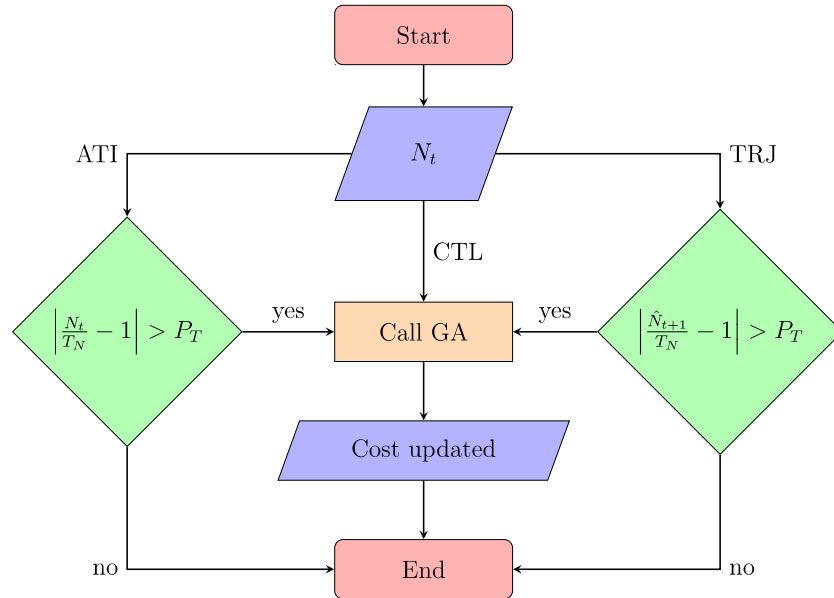 Start
N_t
ATI
TRJ
CTL
|N_t/T_N − 1| > P_T
yes
Call GA
yes
|N̂_{t+1}/T_N − 1| > P_T
Cost updated
no
End
no